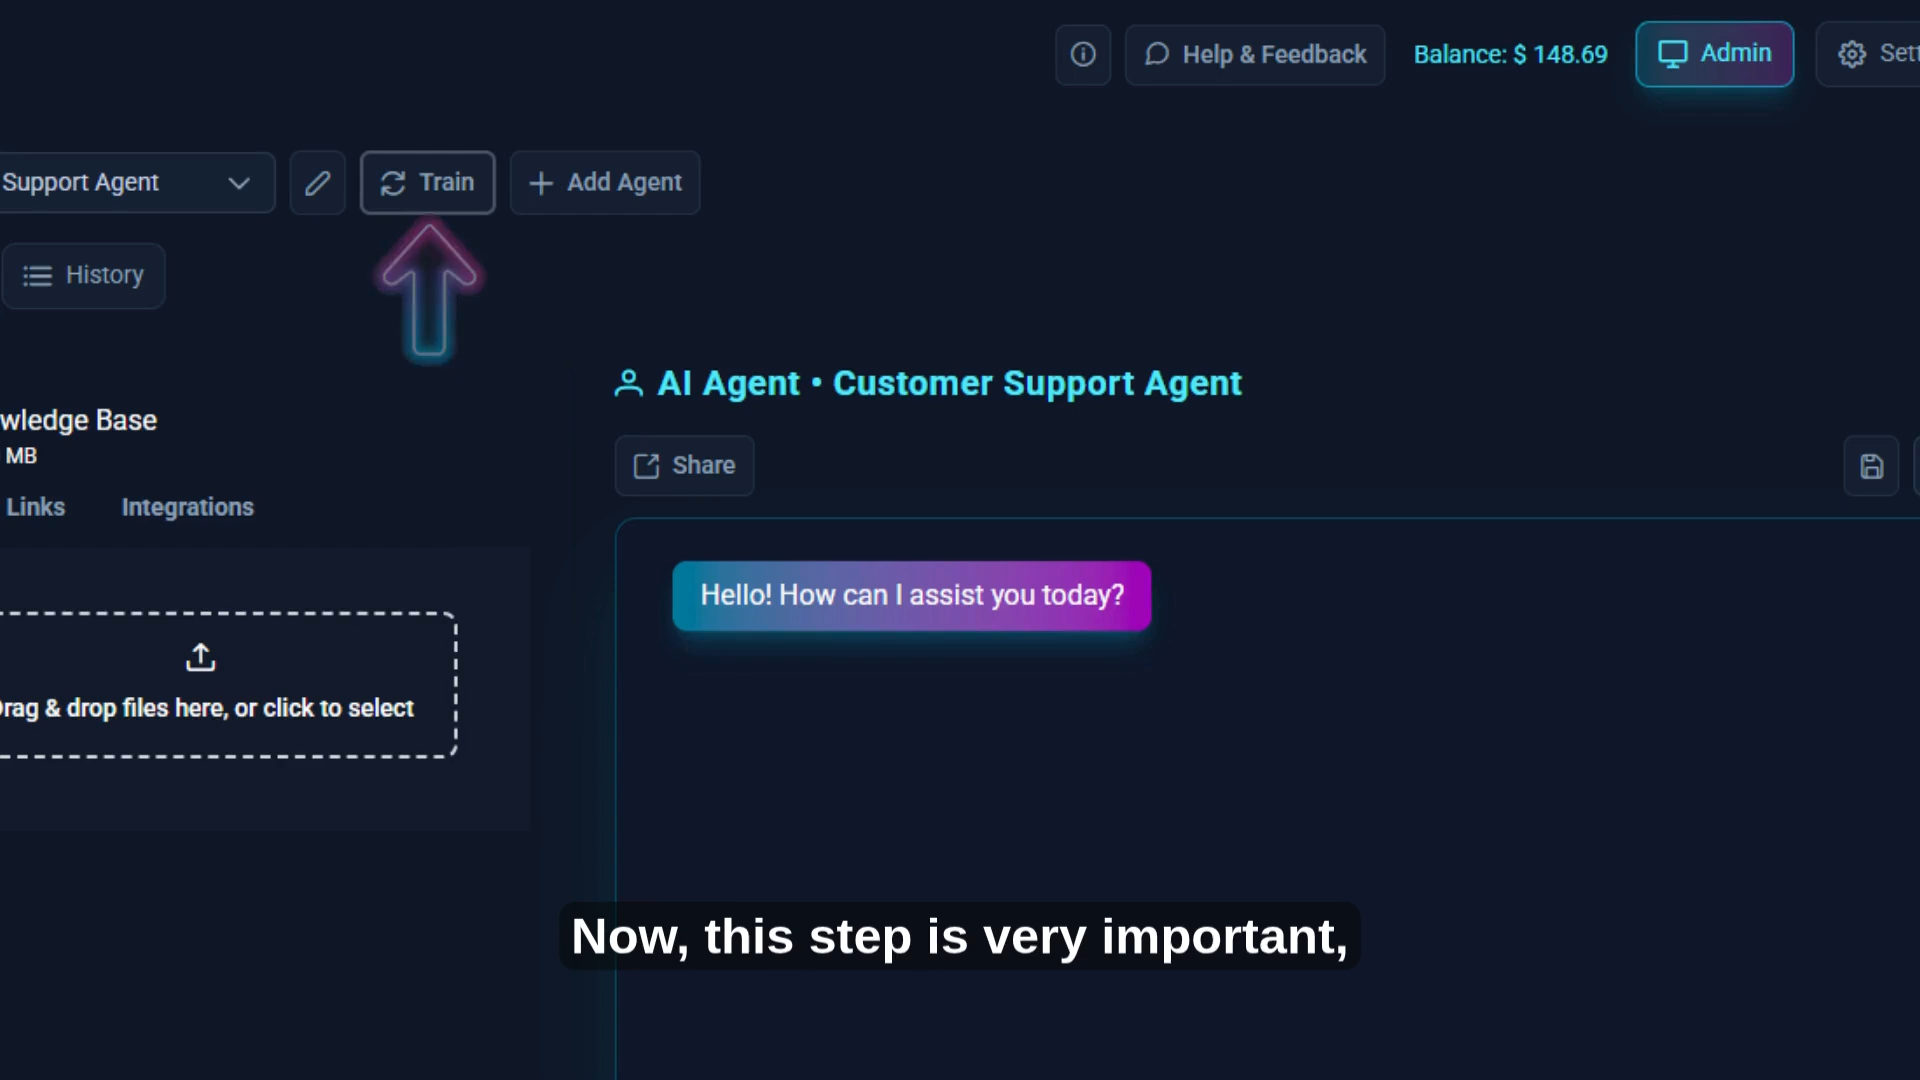 Help & Feedback
Balance: $ 148.69
Admin
Support Agent
Train
Add Agent
History
AI Agent • Customer Support Agent
Share
Base
MB
Links
Integrations
Hello! How can I assist you today?
& drop files here, or click to select
Now, this step is very important,